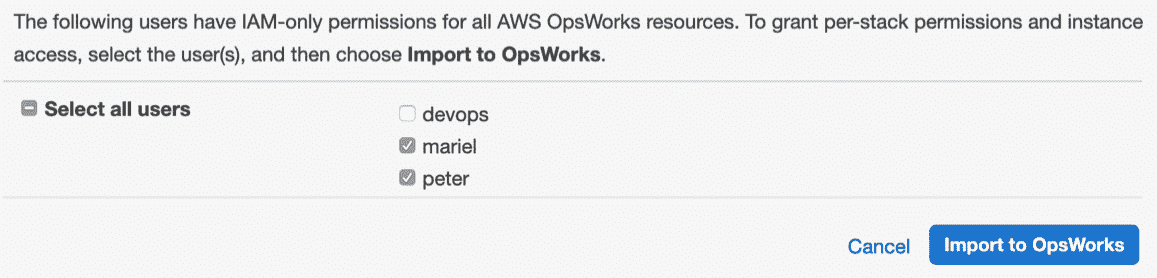 The following users have IAM-only permissions for all AWS OpsWorks resources. To grant per-stack permissions and instance
access, select the user(s), and then choose Import to OpsWorks.
Select all users
devops
mariel
peter
Cancel
Import to OpsWorks